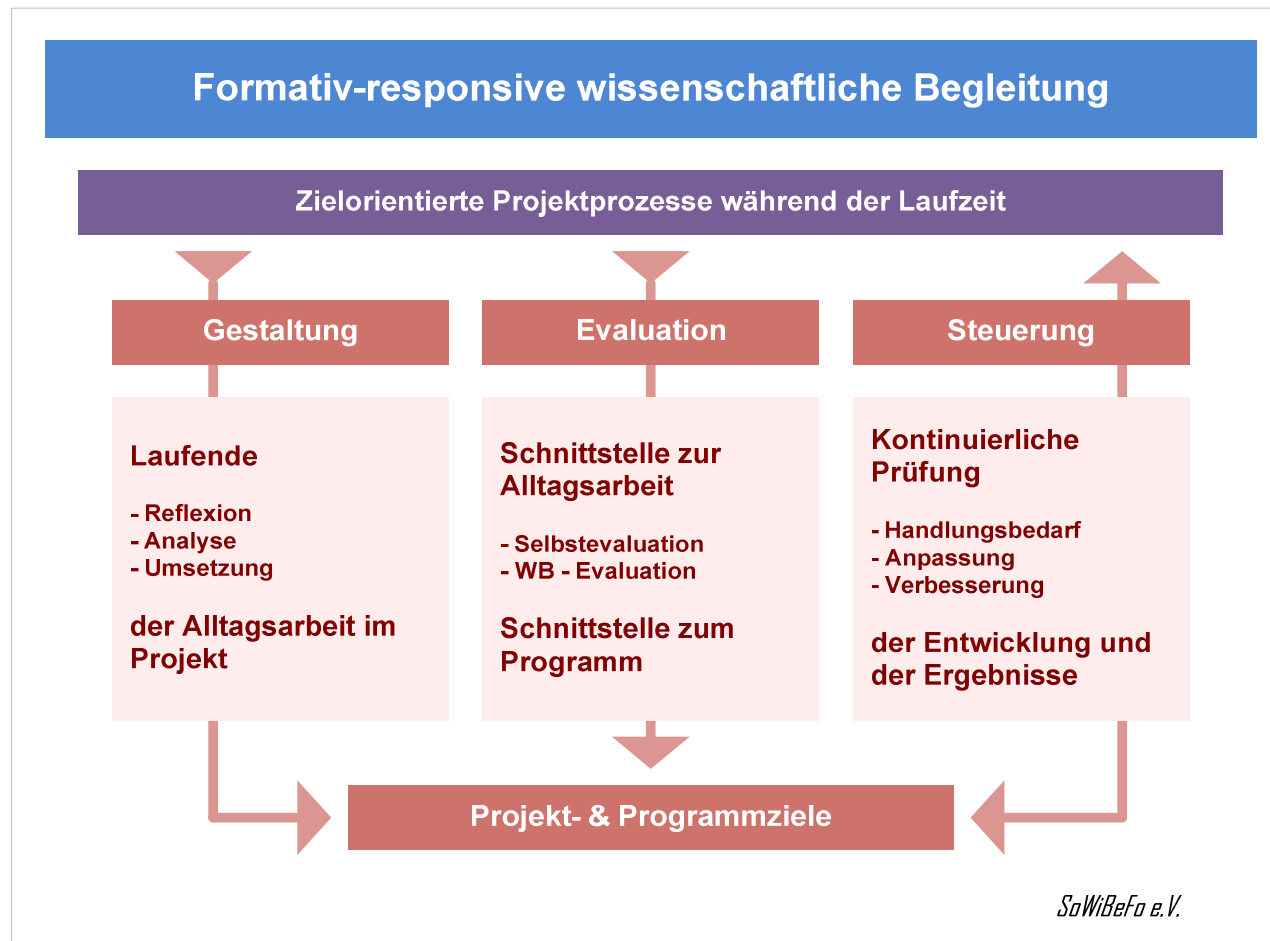 Formativ-responsive wissenschaftliche Begleitung
Zielorientierte Projektprozesse während der Laufzeit
Gestaltung
Laufende
- Reflexion
- Analyse
- Umsetzung
der Alltagsarbeit im
Projekt
Evaluation
Schnittstelle zur
Alltagsarbeit
- Selbstevaluation
- WB - Evaluation
Schnittstelle zum
Programm
Steuerung
Kontinuierliche
Prüfung
- Handlungsbedarf
- Anpassung
- Verbesserung
der Entwicklung und
der Ergebnisse
Projekt- & Programmziele
SoWiBeFo e.V.